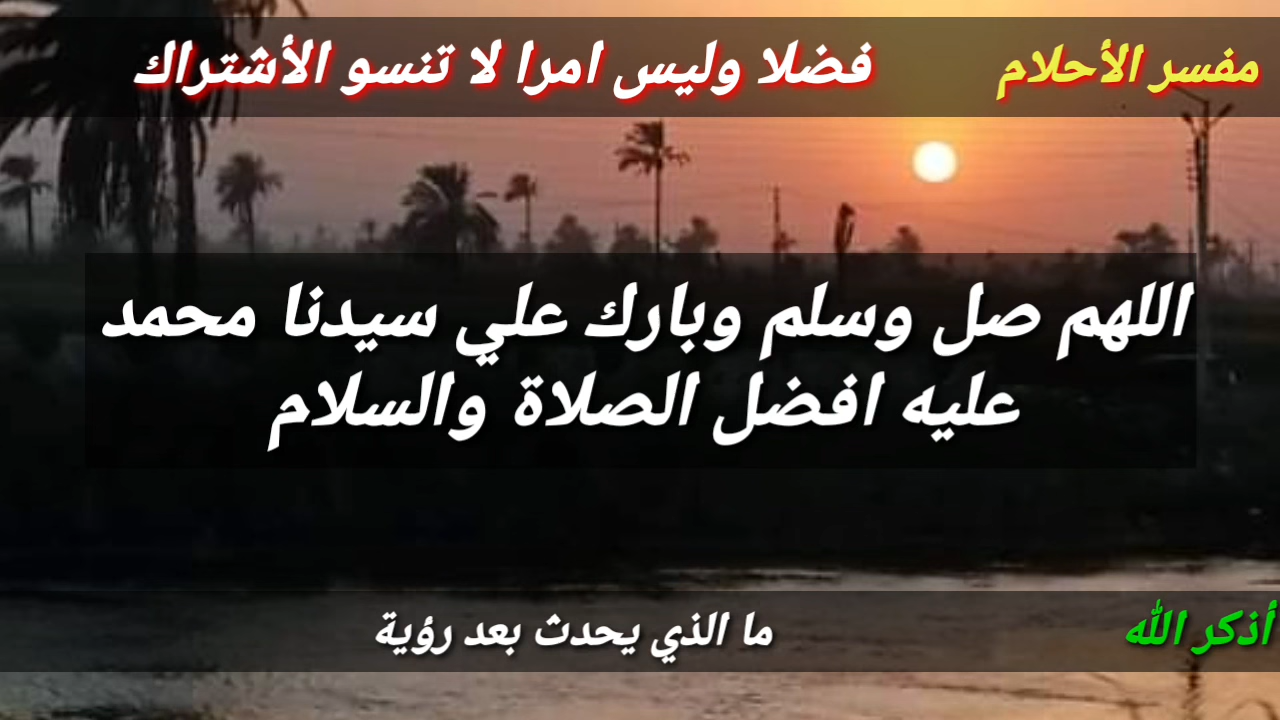 مفسر الأحلام
فضلا وليس امرا لا تنسو الأشتراك
اللهم صل وسلم وبارك علي سيدنا محمد
عليه افضل الصلاة والسلام
أذكر الله
ما الذي يحدث بعد رؤية